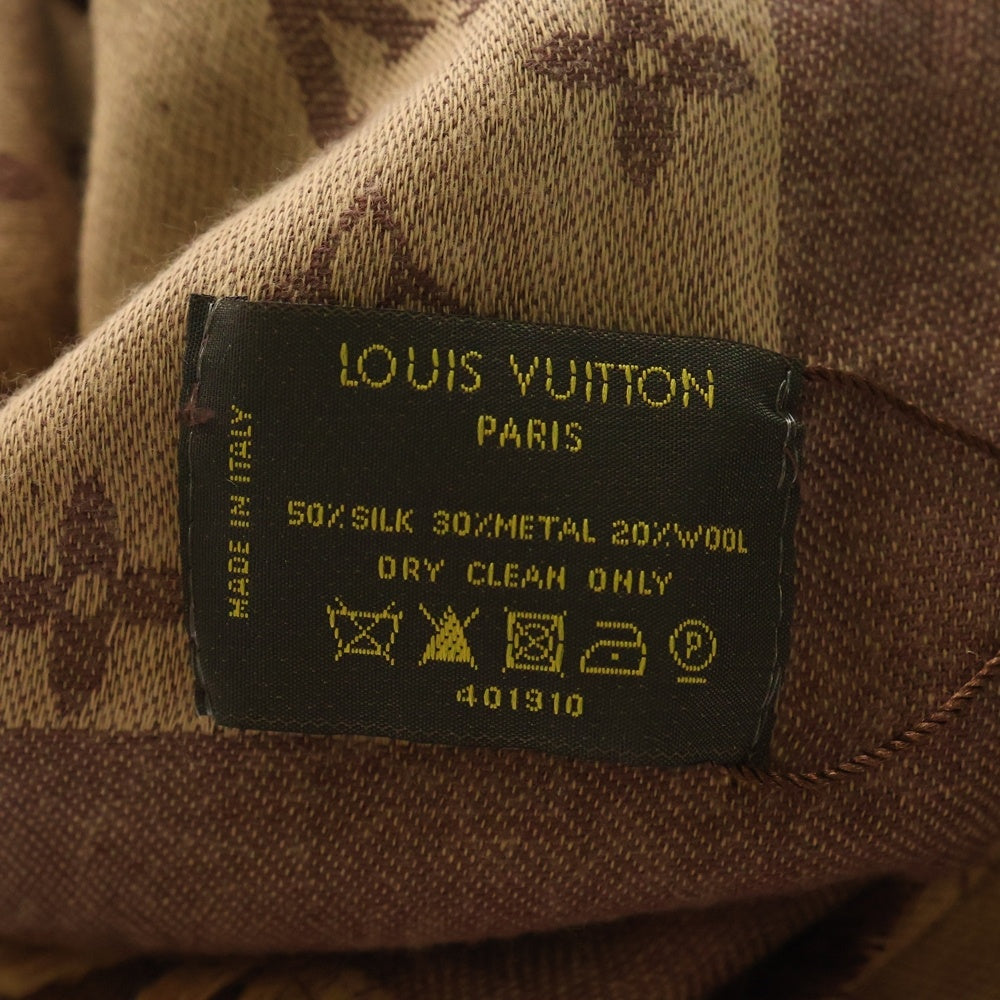 LOUIS VUITTON
PARIS
MADE IN ITALY
50% SILK 30% METAL 20% WOOL
DRY CLEAN ONLY
P
401910